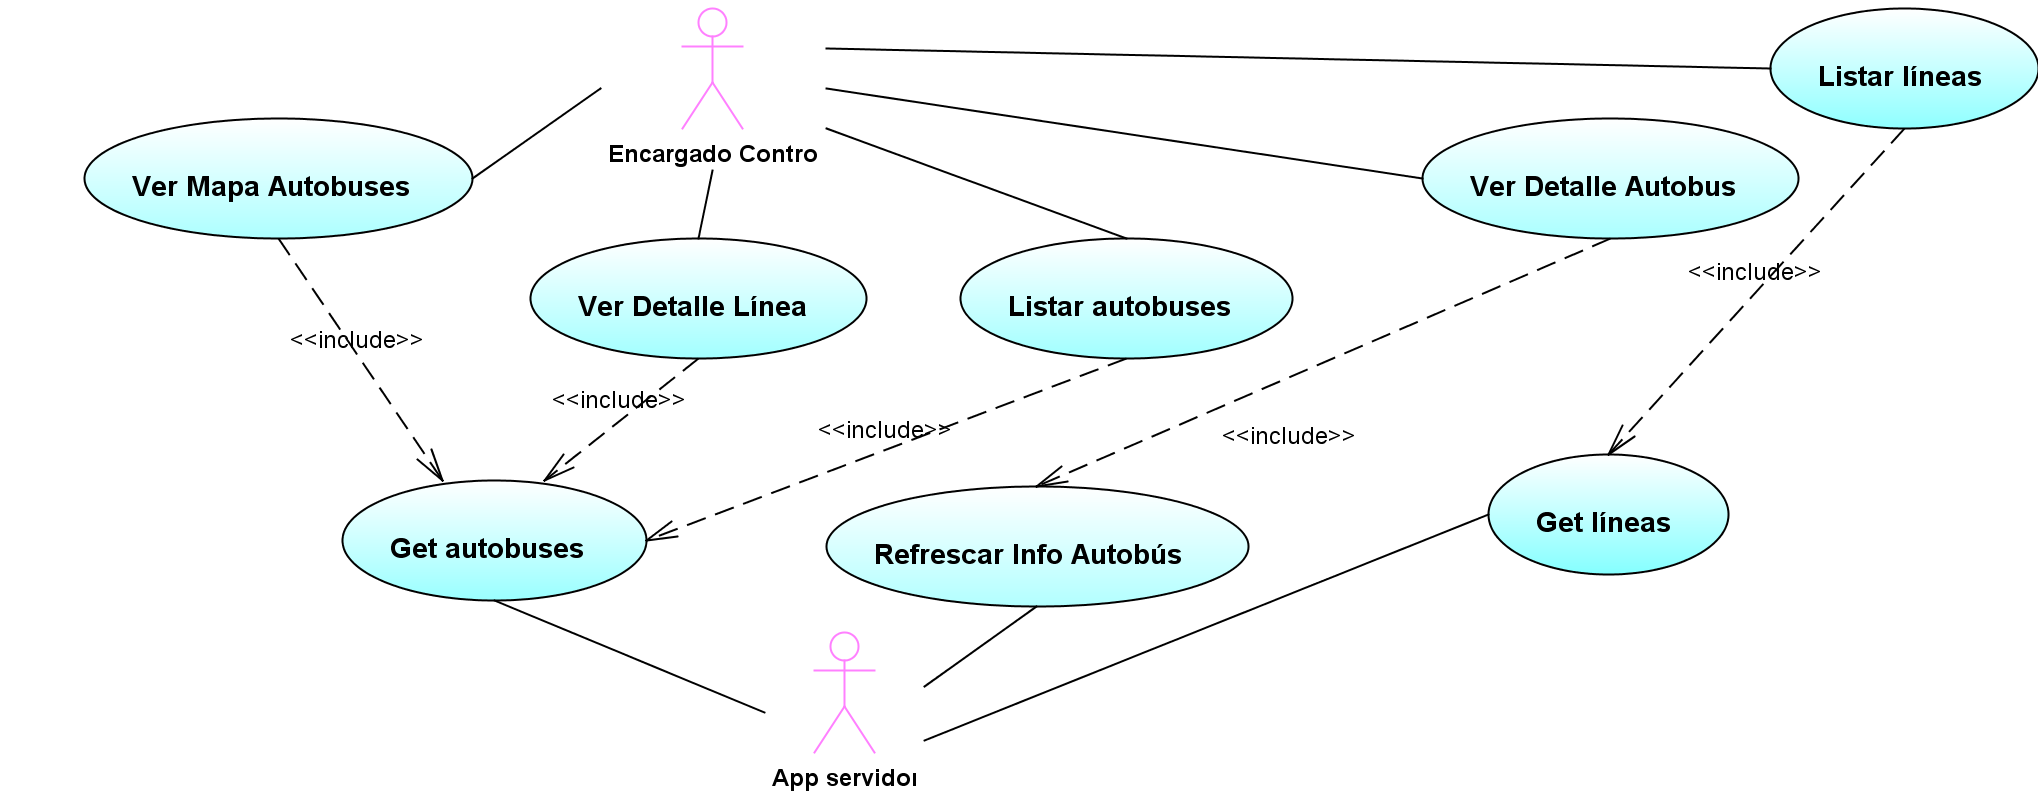 Listar líneas
Encargado Contro
Ver Mapa Autobuses
Ver Detalle Autobus
<<include>>
Ver Detalle Línea
Listar autobuses
<<include>>
<<include>>
<<include>>
<<include>>
Get líneas
Get autobuses
Refrescar Info Autobús
App servidor